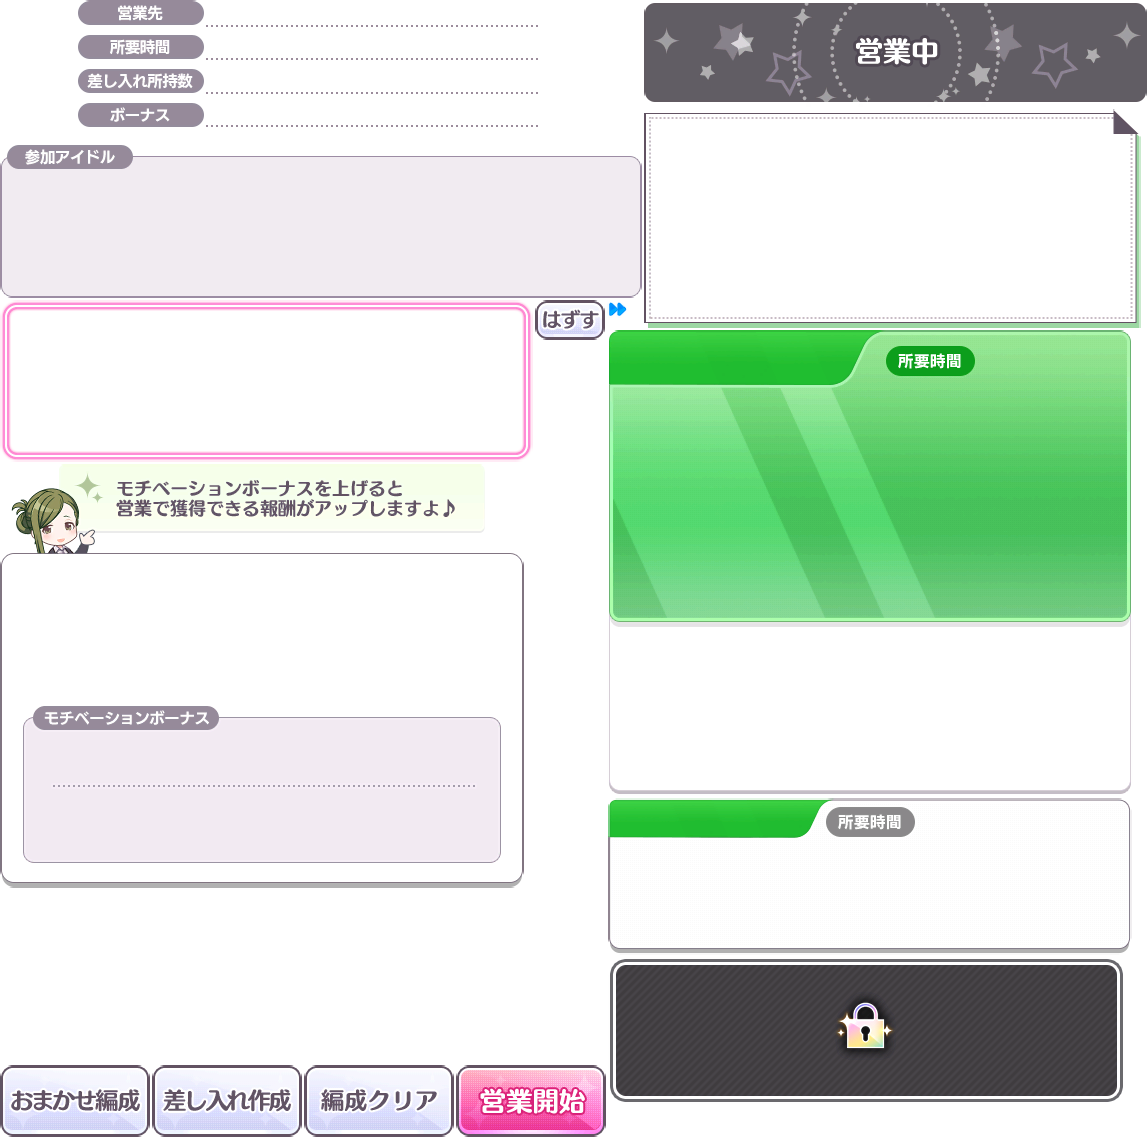 営業先
所要時間
差し入れ所持数
ボーナス
営業中
参加アイドル
はずす
所要時間
モチベーションボーナスを上げると
営業で獲得できる報酬がアップしますよ♪
モチベーションボーナス
所要時間
おまかせ編成
差し入れ作成
編成クリア
営業開始